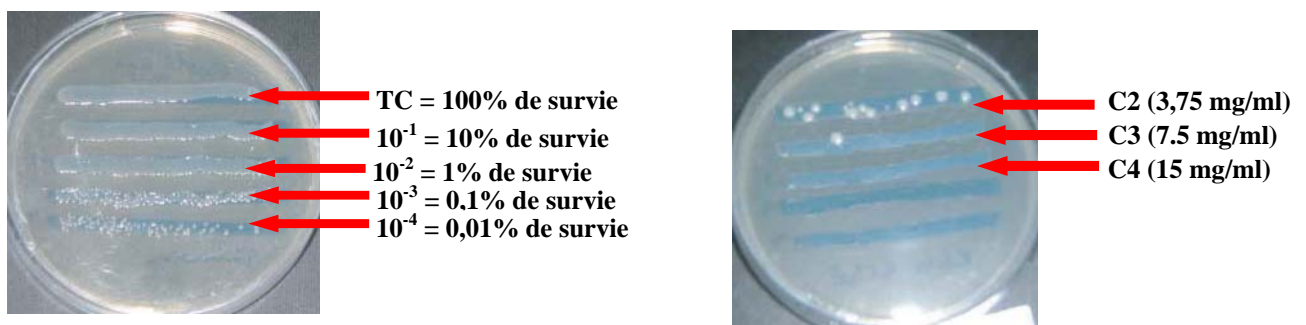 TC = 100% de survie
10⁻¹ = 10% de survie
10⁻² = 1% de survie
10⁻³ = 0,1% de survie
10⁻⁴ = 0,01% de survie
C2 (3,75 mg/ml)
C3 (7.5 mg/ml)
C4 (15 mg/ml)